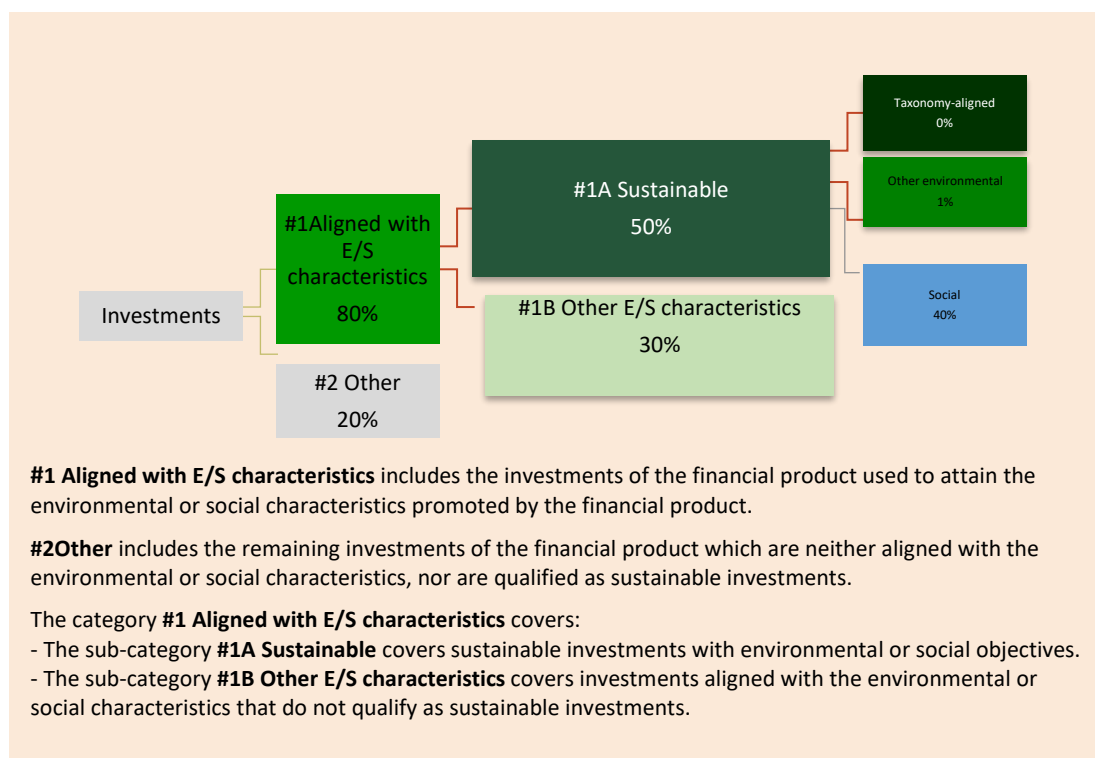 Investments
#1Aligned with
E/S
characteristics
80%
#2 Other
20%
#1A Sustainable
50%
#1B Other E/S characteristics
30%
Taxonomy-aligned
0%
Other environmental
1%
Social
40%
#1 Aligned with E/S characteristics includes the investments of the financial product used to attain the
environmental or social characteristics promoted by the financial product.
#2Other includes the remaining investments of the financial product which are neither aligned with the
environmental or social characteristics, nor are qualified as sustainable investments.
The category #1 Aligned with E/S characteristics covers:
- The sub-category #1A Sustainable covers sustainable investments with environmental or social objectives.
- The sub-category #1B Other E/S characteristics covers investments aligned with the environmental or
social characteristics that do not qualify as sustainable investments.